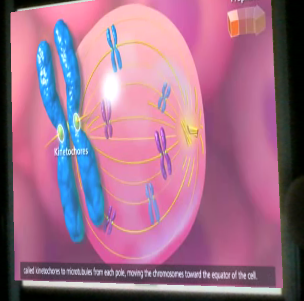 Kinetochores
called kinetochores to microtubules from each pole, moving the chromosomes toward the equator of the cell.